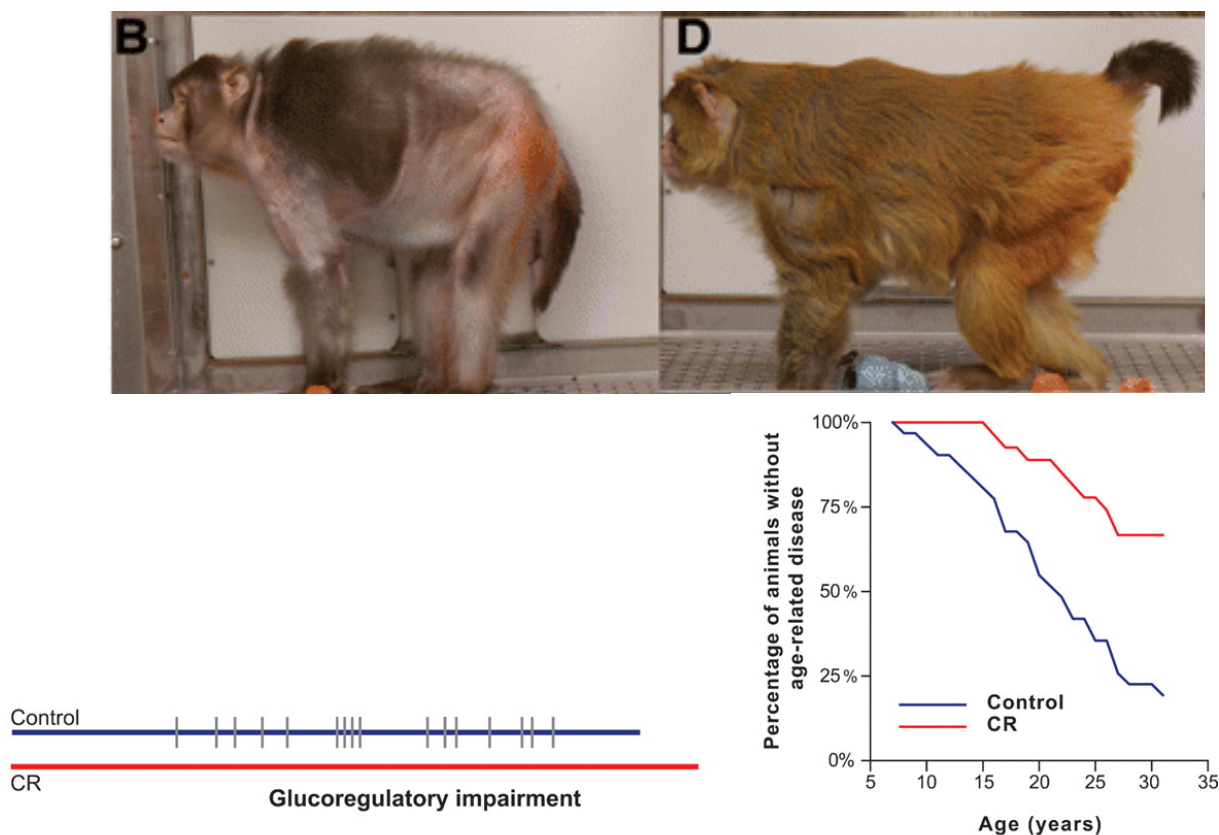 B
D
Control
CR
Glucoregulatory impairment
Percentage of animals without
age-related disease
100%
75%
50%
25%
0%
Control
CR
5 10 15 20 25 30 35
Age (years)